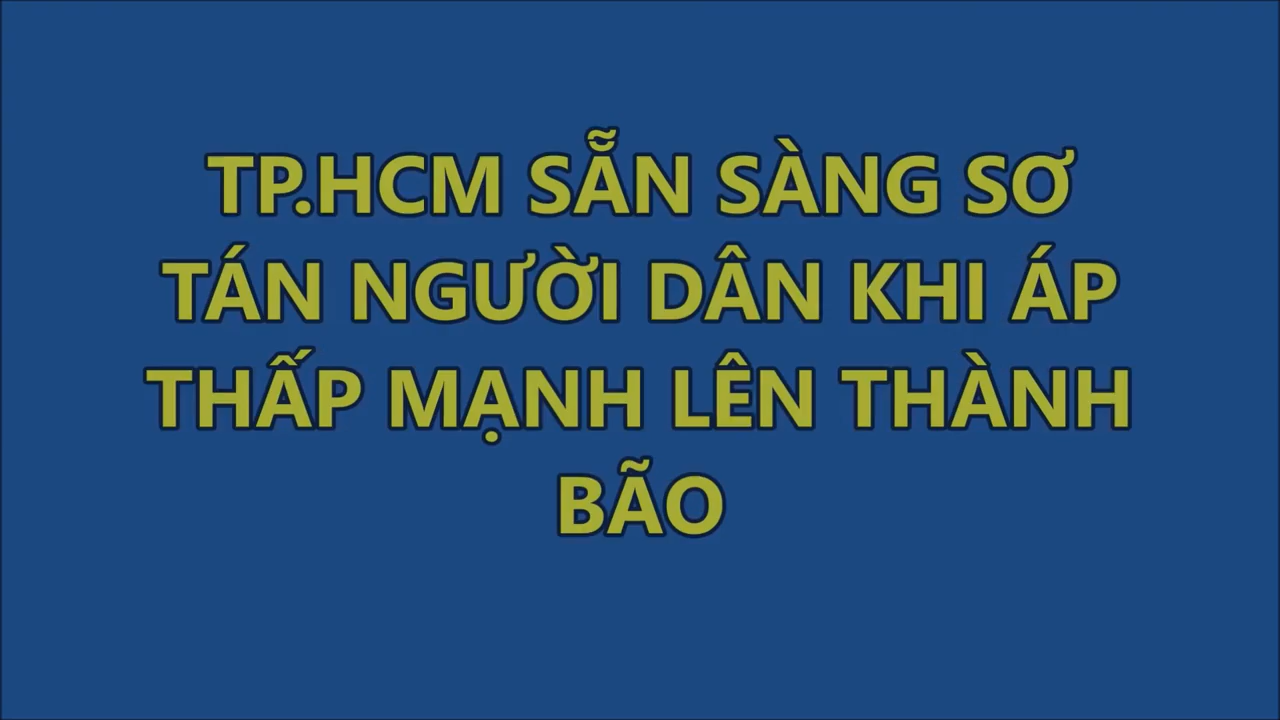 TP.HCM SẴN SÀNG SƠ
TÁN NGƯỜI DÂN KHI ÁP
THẤP MẠNH LÊN THÀNH
BÃO